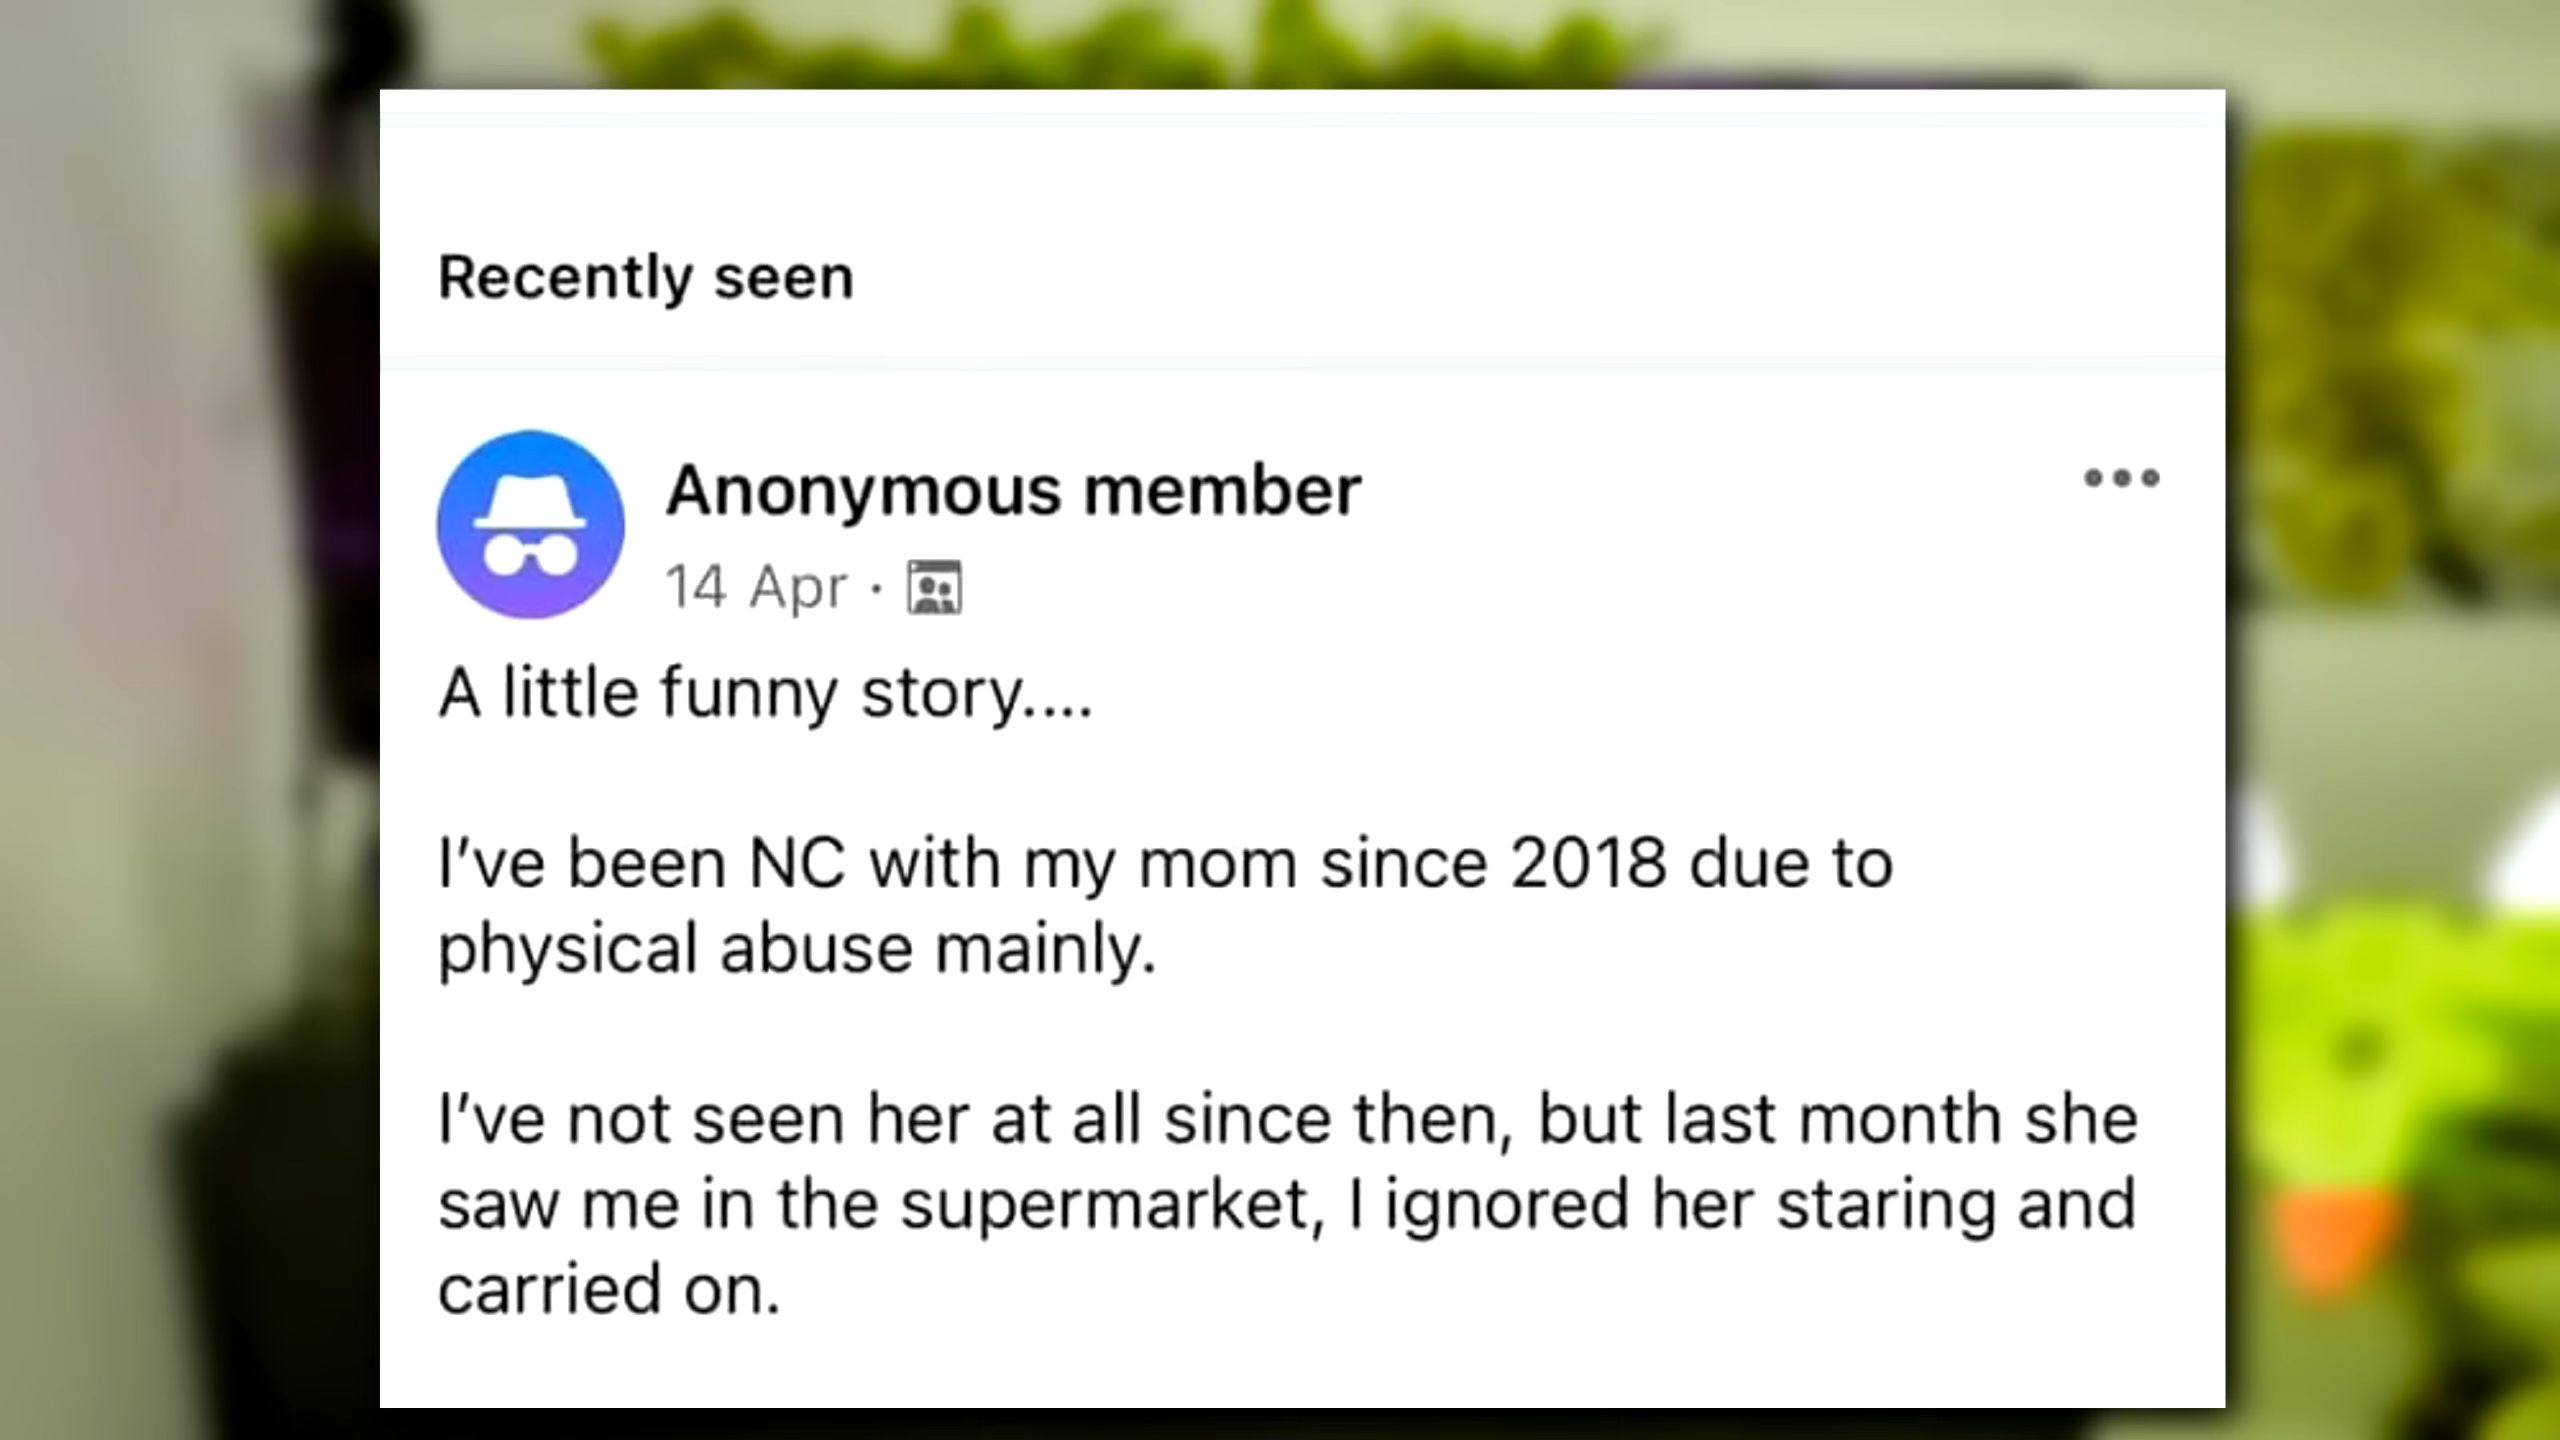 Recently seen
Anonymous member
14 Apr ·
A little funny story....
I’ve been NC with my mom since 2018 due to
physical abuse mainly.
I’ve not seen her at all since then, but last month she
saw me in the supermarket, I ignored her staring and
carried on.